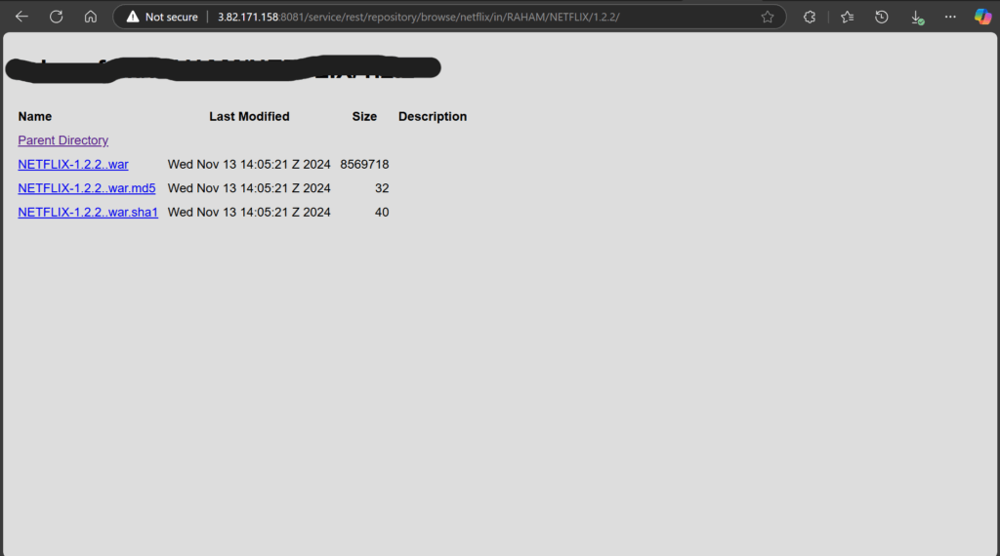 Not secure 3.82.171.158:8081/service/rest/repository/browse/netflix/in/RAHAM/NETFLIX/1.2.2/
Name Last Modified Size Description
Parent Directory
NETFLIX-1.2.2..war Wed Nov 13 14:05:21 Z 2024 8569718
NETFLIX-1.2.2..war.md5 Wed Nov 13 14:05:21 Z 2024 32
NETFLIX-1.2.2..war.sha1 Wed Nov 13 14:05:21 Z 2024 40